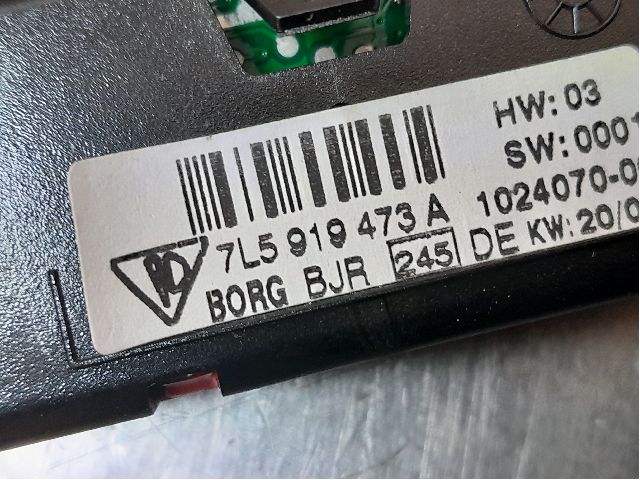 HW: 03
SW: 0001
1024070-0
7L5 919 473 A
BORG BJR 245 DE KW: 20/0